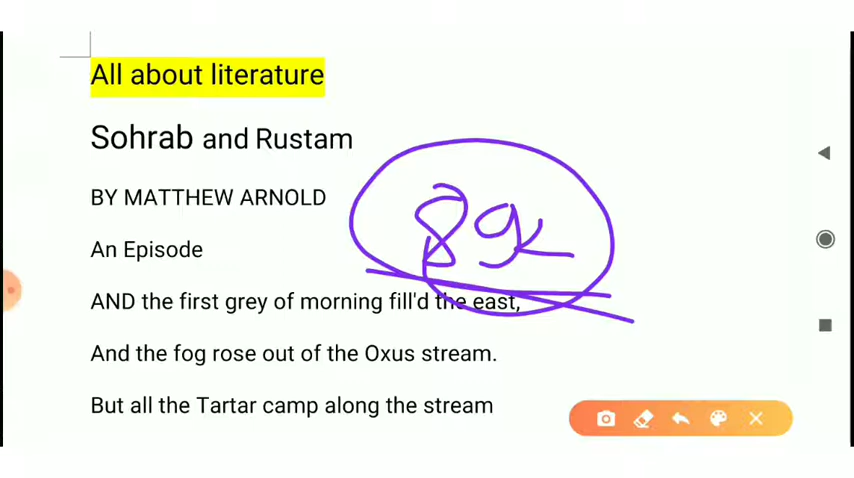 All about literature
Sohrab and Rustam
BY MATTHEW ARNOLD
An Episode
AND the first grey of morning fill'd the east,
And the fog rose out of the Oxus stream.
But all the Tartar camp along the stream